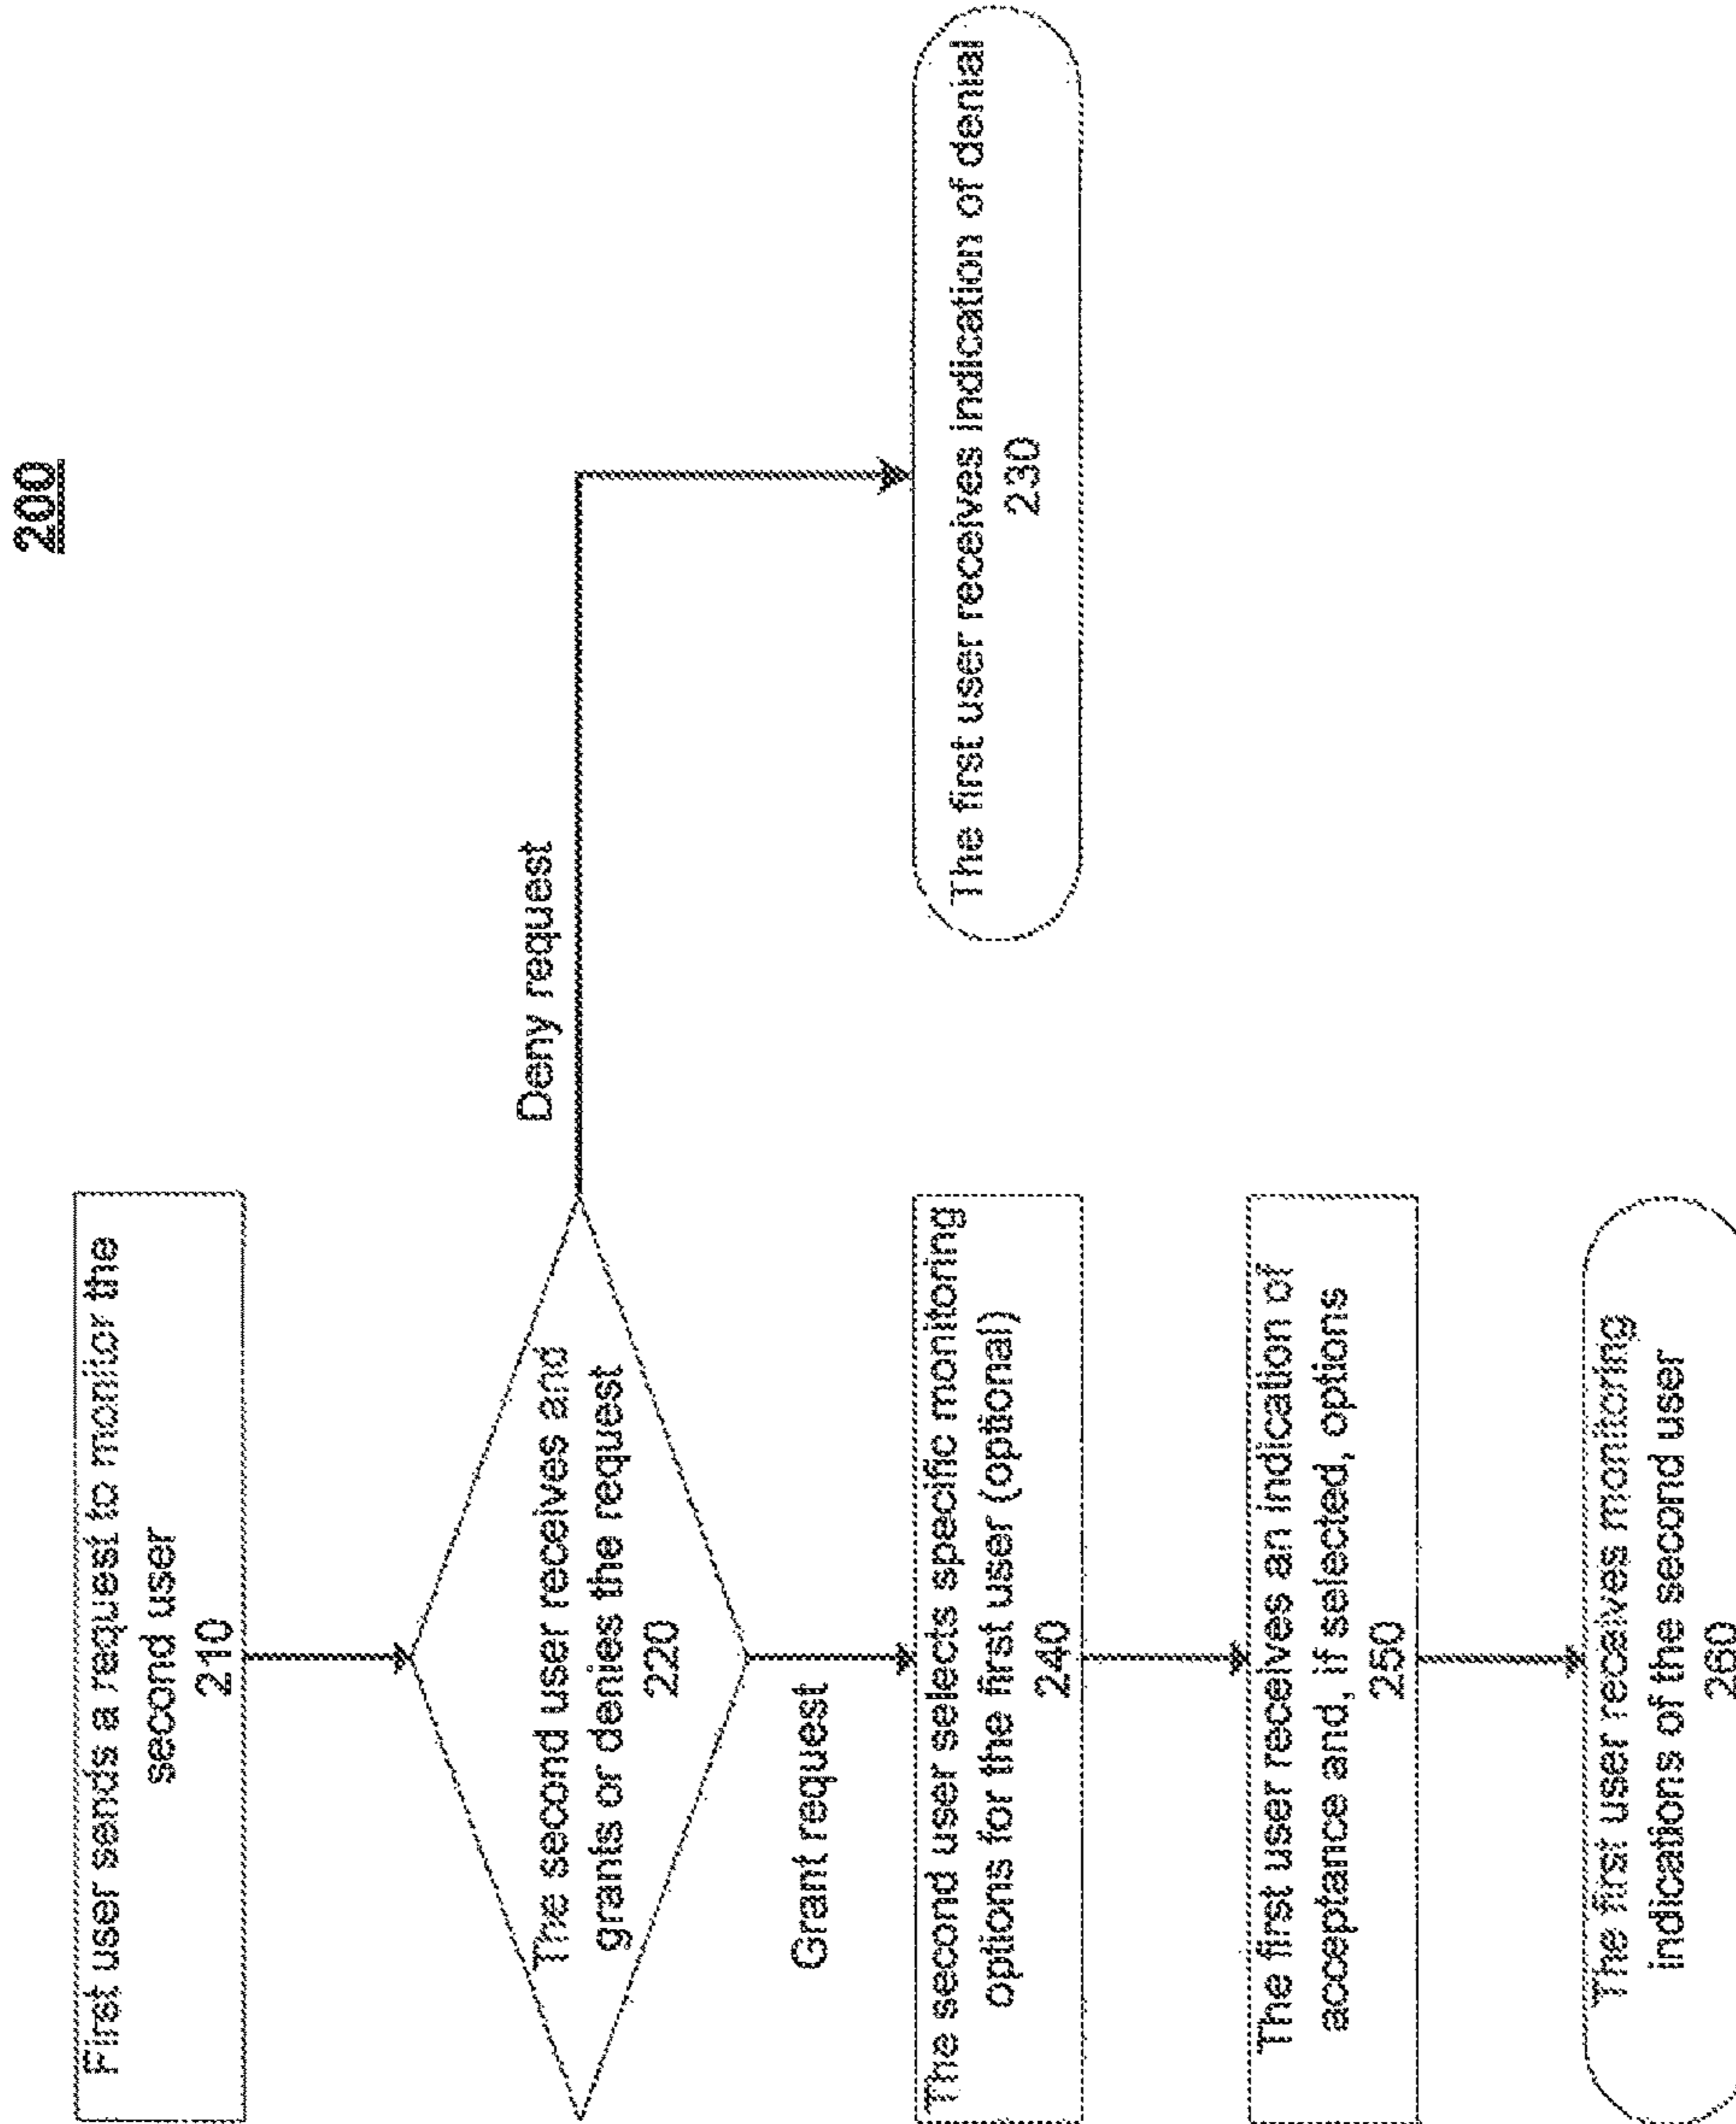 200
First user sends a request to monitor the
second user
210
The second user receives and
grants or denies the request
220
Deny request
The first user receives indication of denial
230
Grant request
The second user selects specific monitoring
options for the first user (optional)
240
The first user receives an indication of
acceptance and, if selected, options
250
The first user receives monitoring
indications of the second user
260